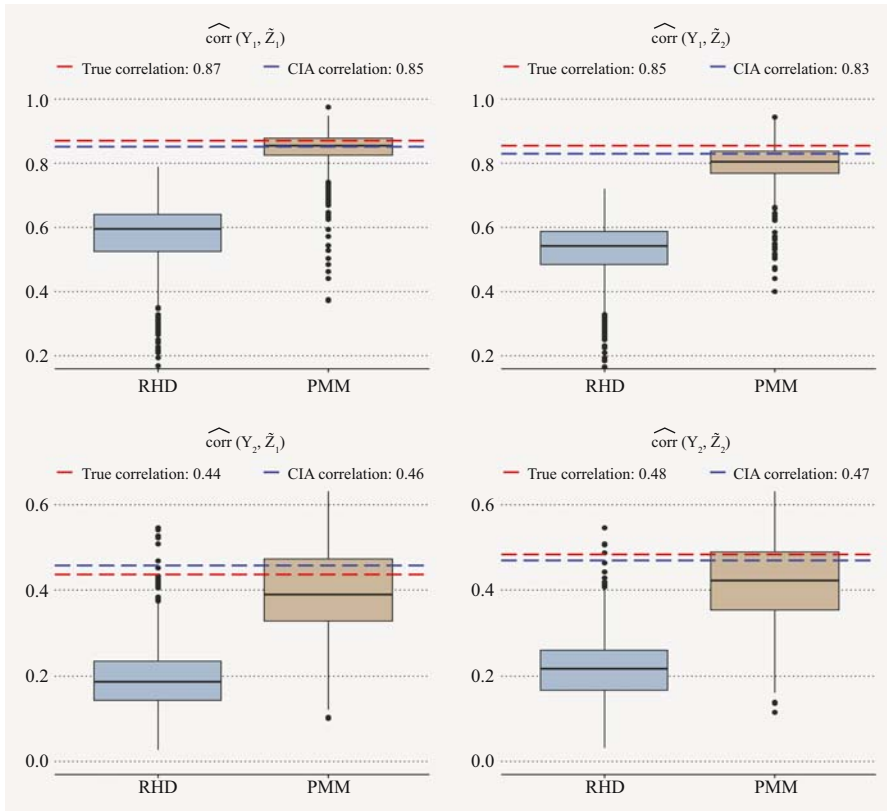 corr (Y₁, Z̃₁)
True correlation: 0.87 CIA correlation: 0.85
1.0
0.8
0.6
0.4
0.2
RHD PMM
corr (Y₁, Z̃₂)
True correlation: 0.85 CIA correlation: 0.83
1.0
0.8
0.6
0.4
0.2
RHD PMM
corr (Y₂, Z̃₁)
True correlation: 0.44 CIA correlation: 0.46
0.6
0.4
0.2
0.0
RHD PMM
corr (Y₂, Z̃₂)
True correlation: 0.48 CIA correlation: 0.47
0.6
0.4
0.2
0.0
RHD PMM